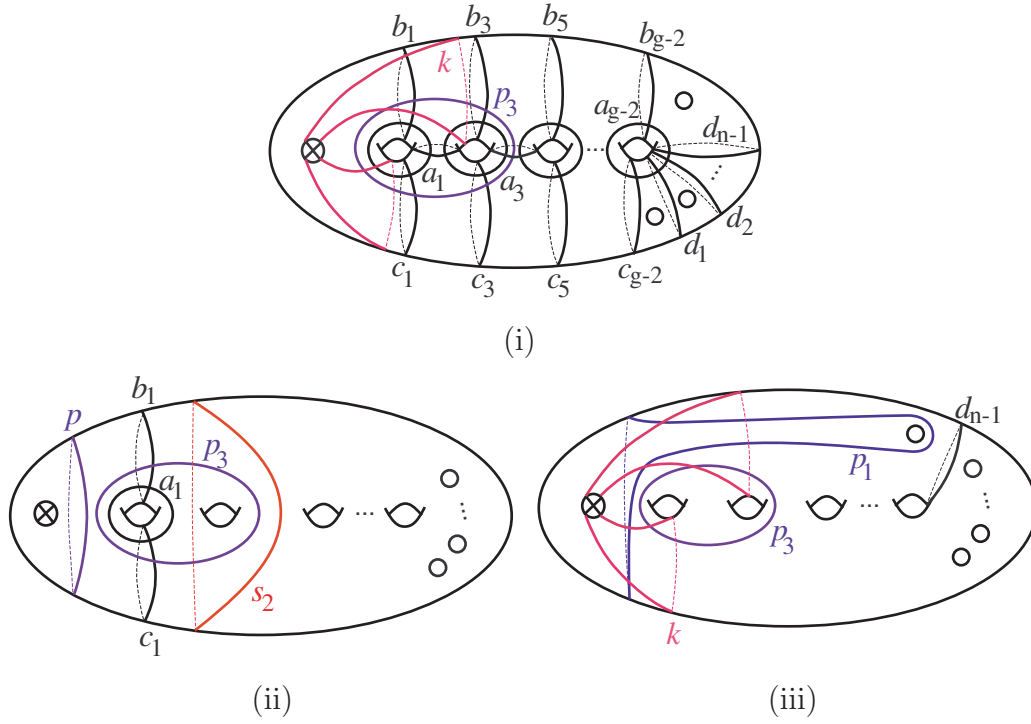 b1 b3 b5 bg-2
k p3 ag-2 dn-1
a1 a3 ... ...
c1 c3 c5 cg-2 d1 d2
(i)
p b1 p3 a1 s2 c1 ... ...
(ii)
dn-1 p1 p3 k ... ...
(iii)